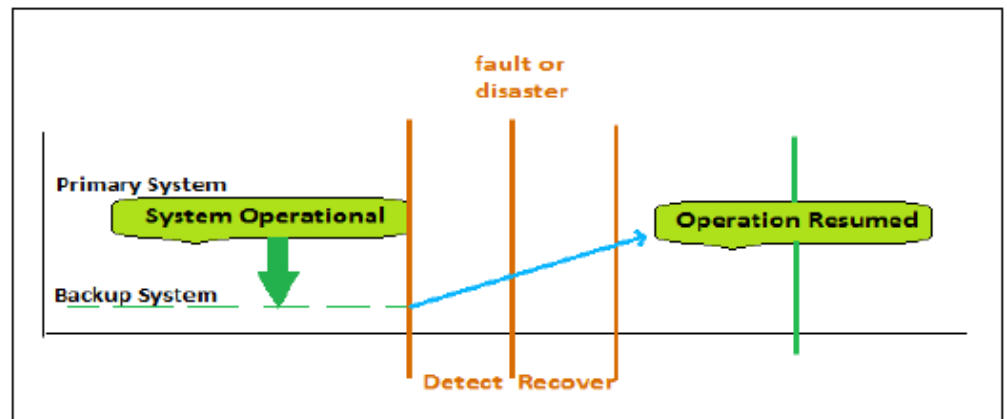 fault or
disaster
Primary System
System Operational
Operation Resumed
Backup System
Detect Recover